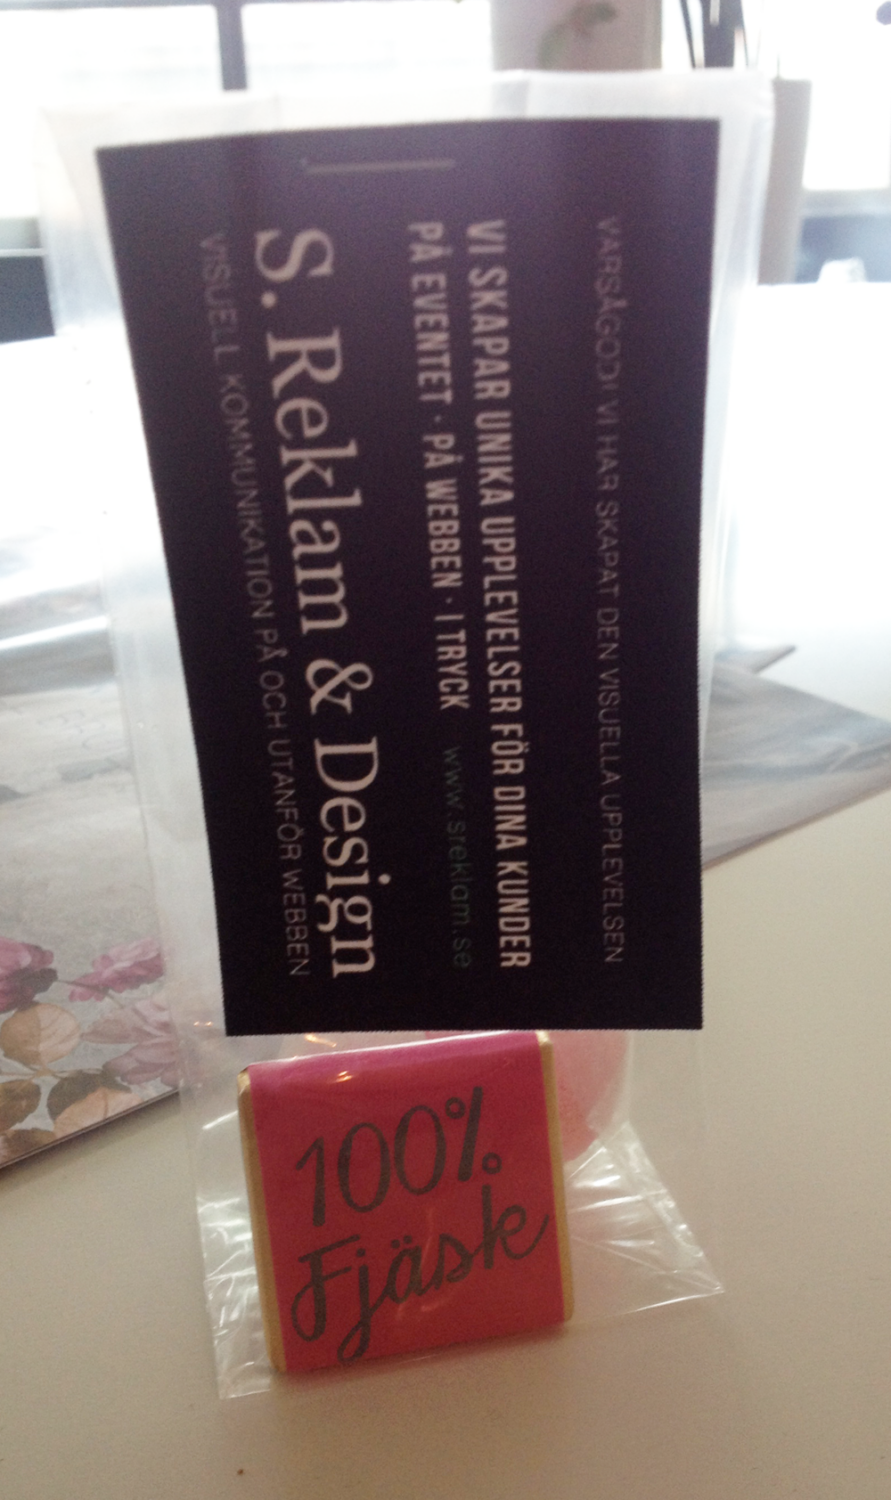 VARSÅGOD! VI HAR SKAPAT DEN VISUELLA UPPLEVELSEN
VI SKAPAR UNIKA UPPLEVELSER FÖR DINA KUNDER
PÅ EVENTET · PÅ WEBBEN · I TRYCK www.sreklam.se
S. Reklam & Design
VISUELL KOMMUNIKATION PÅ OCH UTANFÖR WEBBEN
100%
Fjäsk